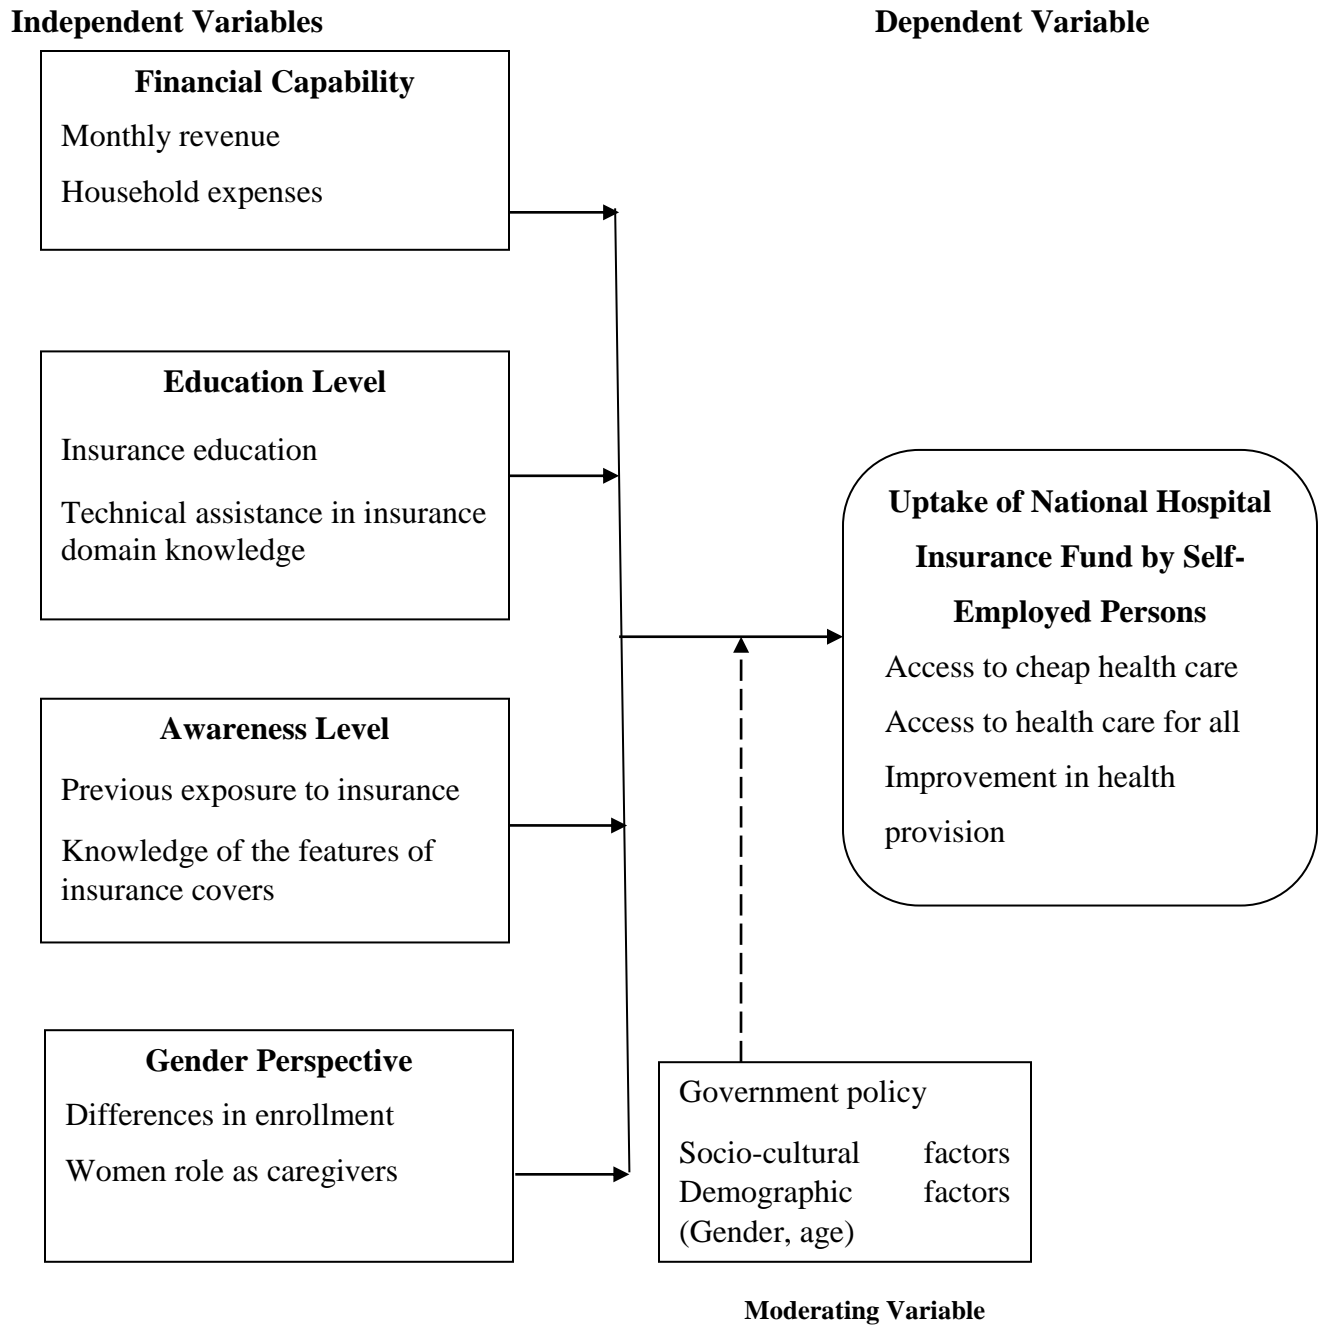 Independent Variables
Dependent Variable
Financial Capability
Monthly revenue
Household expenses
Education Level
Insurance education
Technical assistance in insurance
domain knowledge
Awareness Level
Previous exposure to insurance
Knowledge of the features of
insurance covers
Gender Perspective
Differences in enrollment
Women role as caregivers
Uptake of National Hospital
Insurance Fund by Self-
Employed Persons
Access to cheap health care
Access to health care for all
Improvement in health
provision
Government policy
Socio-cultural factors
Demographic factors
(Gender, age)
Moderating Variable